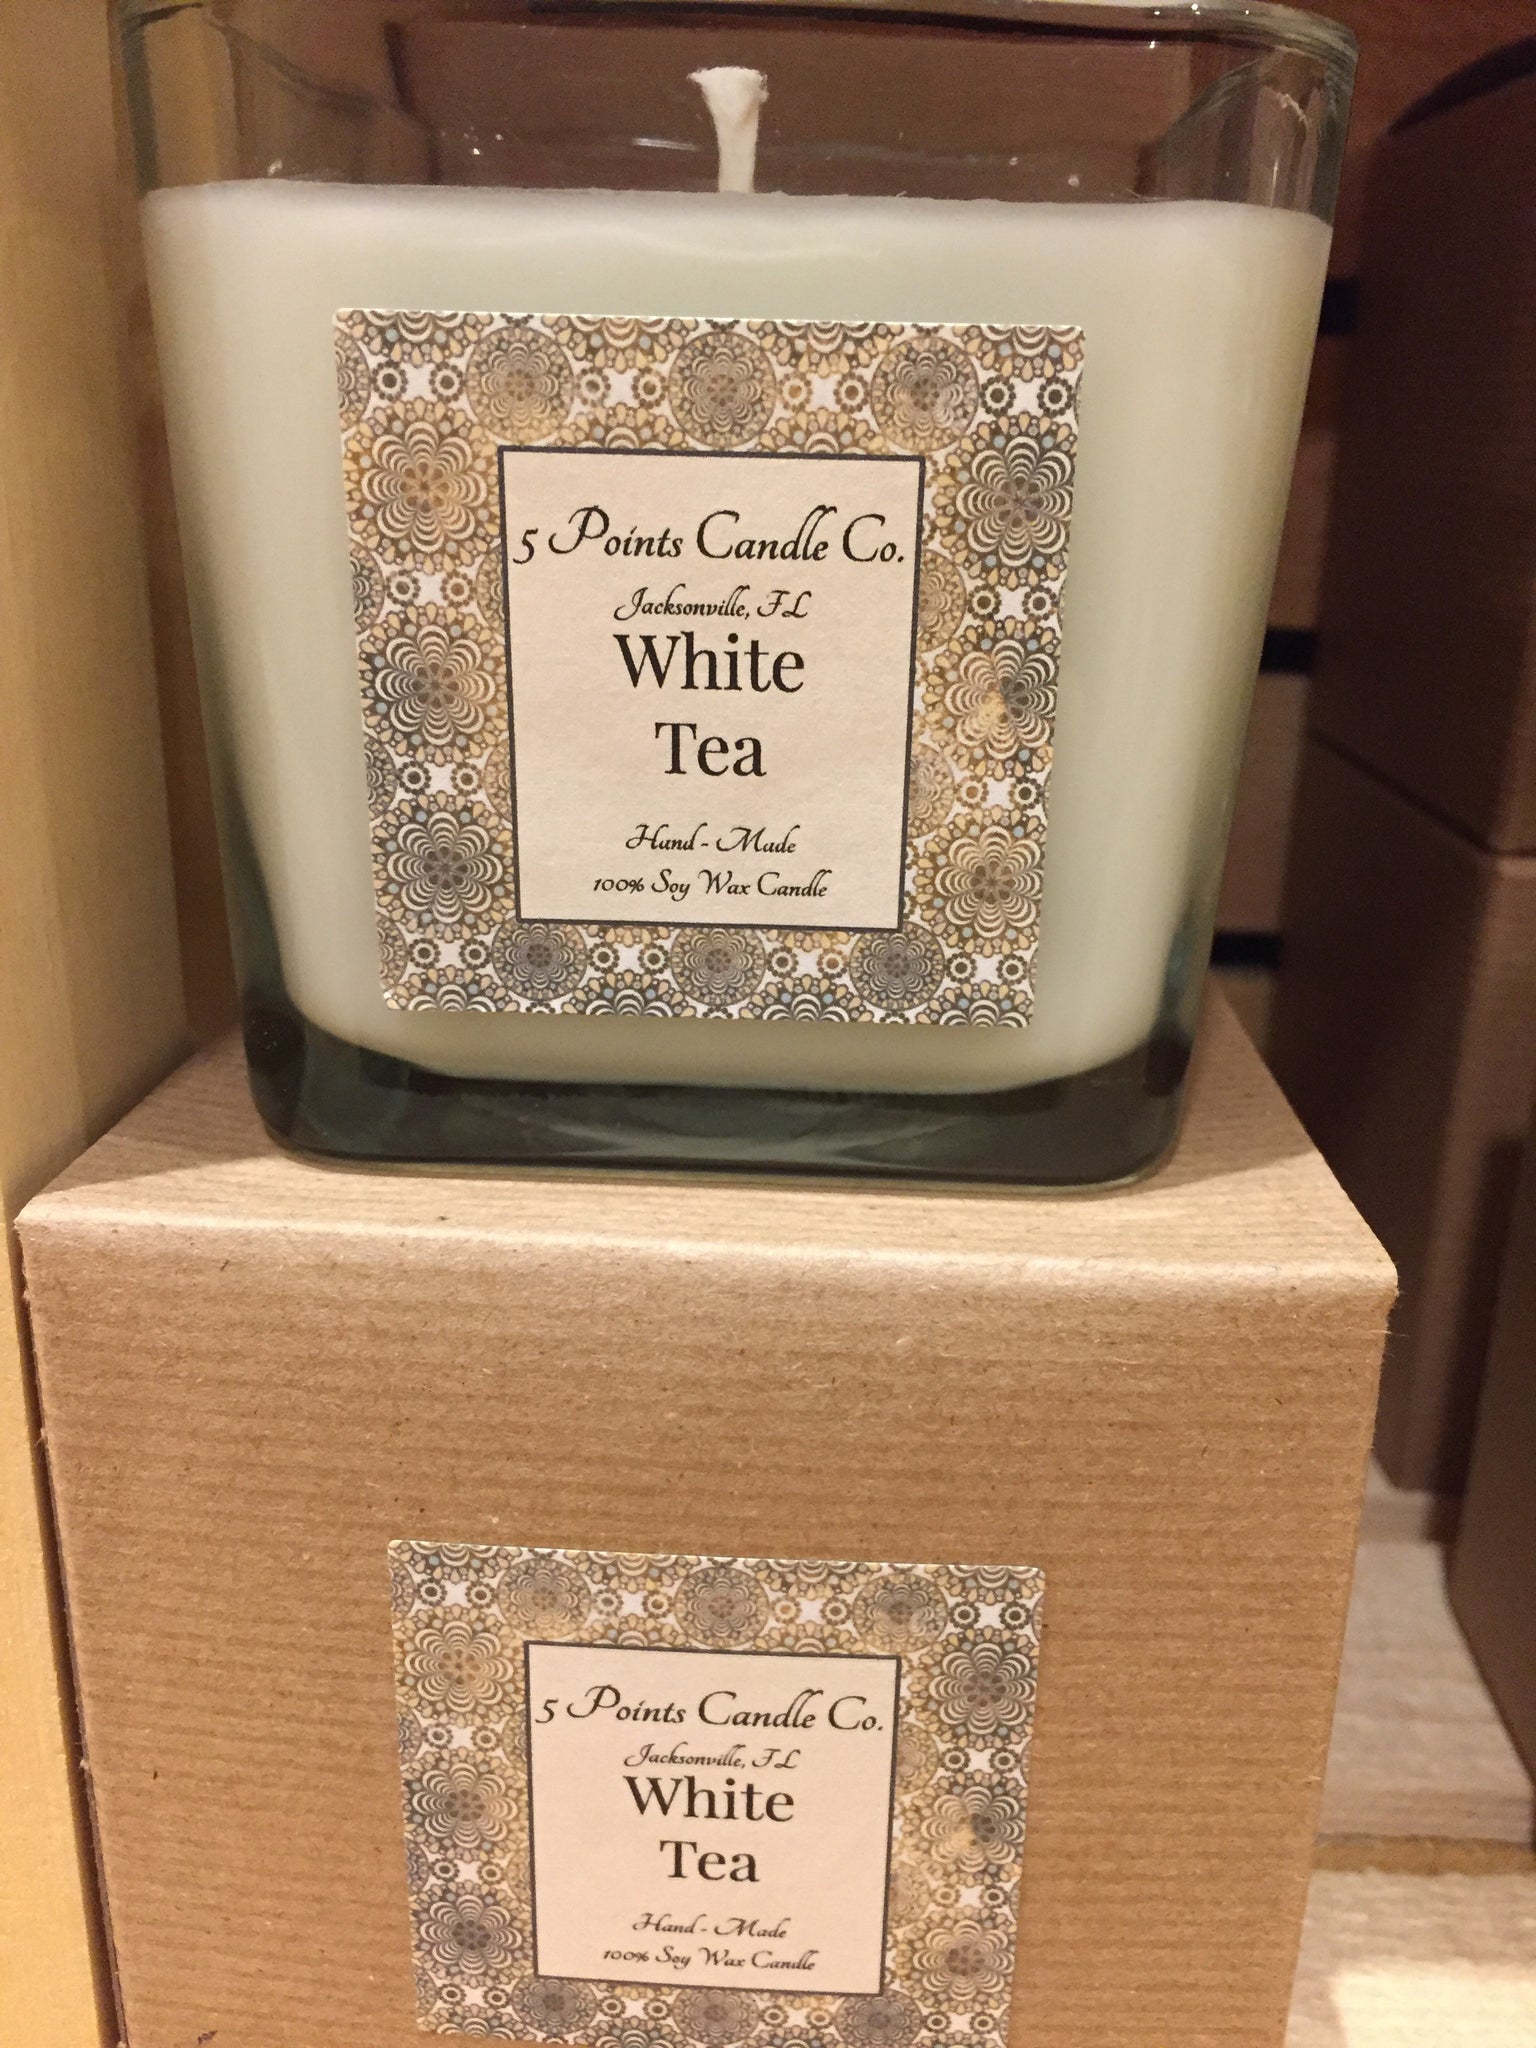 5 Points Candle Co.
Jacksonville, FL
White
Tea
Hand - Made
100% Soy Wax Candle
5 Points Candle Co.
Jacksonville, FL
White
Tea
Hand - Made
100% Soy Wax Candle